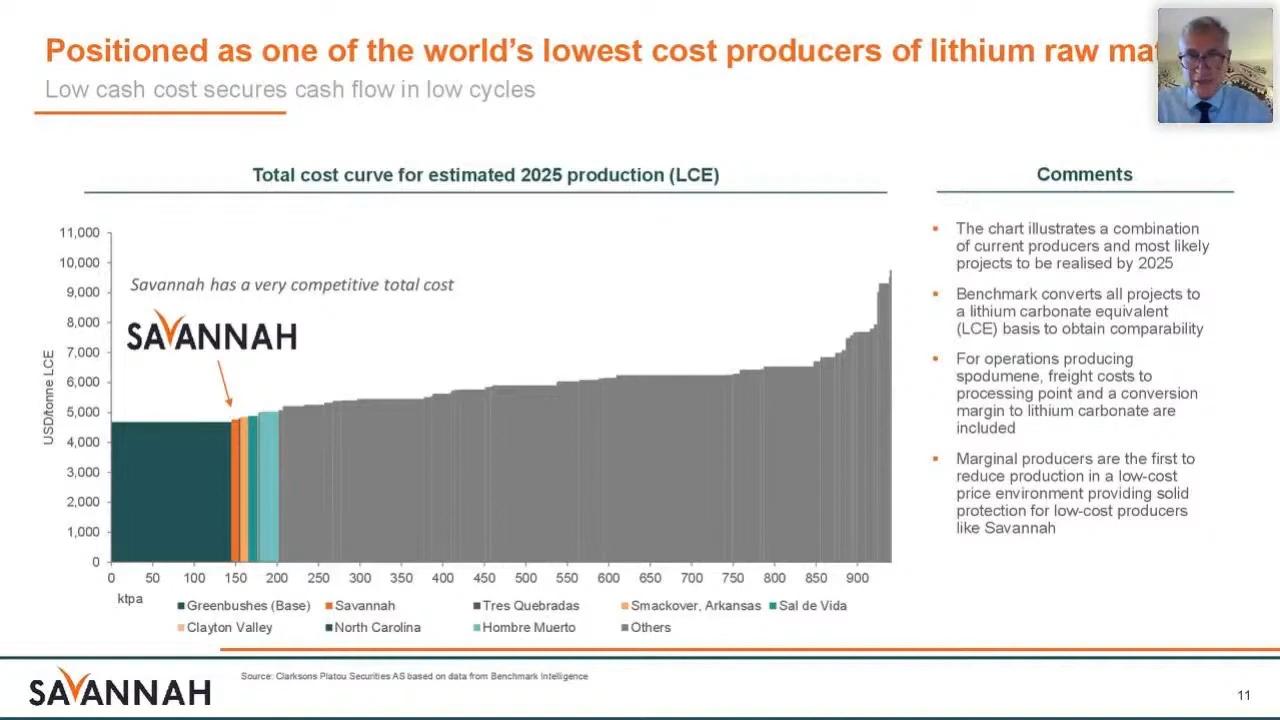 Positioned as one of the world's lowest cost producers of lithium raw
Low cash cost secures cash flow in low cycles
Total cost curve for estimated 2025 production (LCE)
USD/tonne LCE
11,000
10,000
9,000
8,000
7,000
6,000
5,000
4,000
3,000
2,000
1,000
0
Savannah has a very competitive total cost
SAVANNAH
0 50 100 150 200 250 300 350 400 450 500 550 600 650 700 750 800 850 900
ktpa
Greenbushes (Base) Savannah Tres Quebradas Smackover, Arkansas Sal de Vida
Clayton Valley North Carolina Hombre Muerto Others
Comments
The chart illustrates a combination
of current producers and most likely
projects to be realised by 2025
Benchmark converts all projects to
a lithium carbonate equivalent
(LCE) basis to obtain comparability
For operations producing
spodumene, freight costs to
processing point and a conversion
margin to lithium carbonate are
included
Marginal producers are the first to
reduce production in a low-cost
price environment providing solid
protection for low-cost producers
like Savannah
SAVANNAH
Source: Clarksons Platou Securities AS based on data from Benchmark Intelligence
11